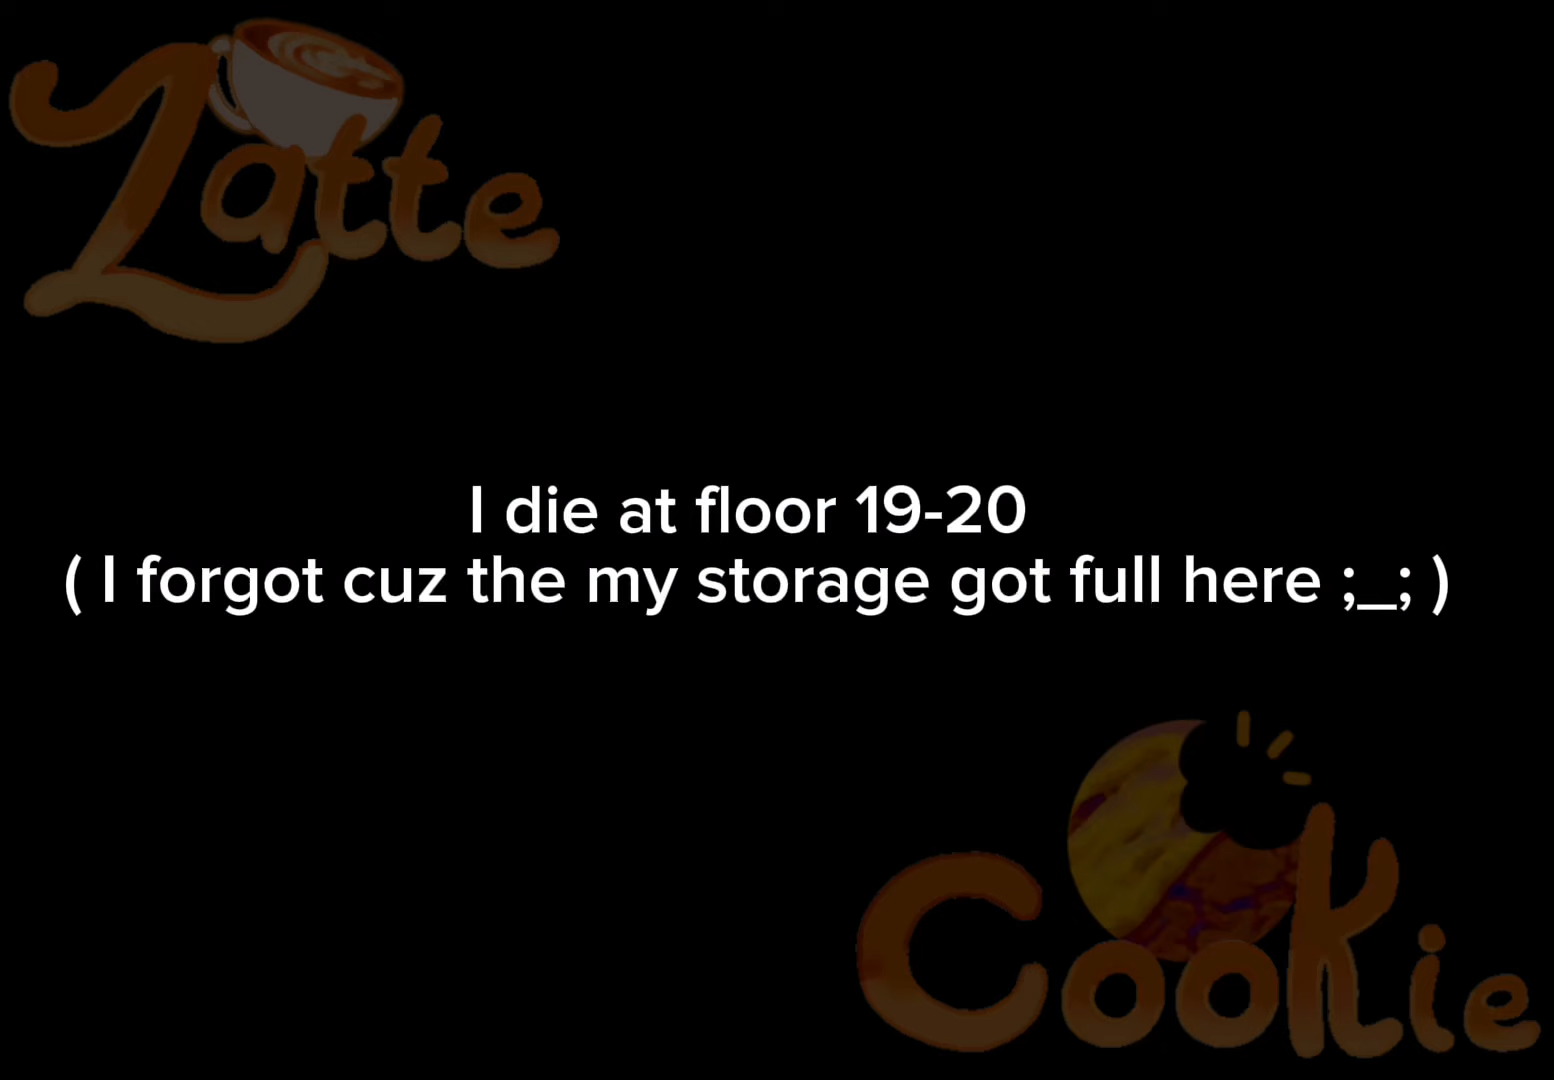 Latte
I die at floor 19-20
( I forgot cuz the my storage got full here ;_; )
Cookie